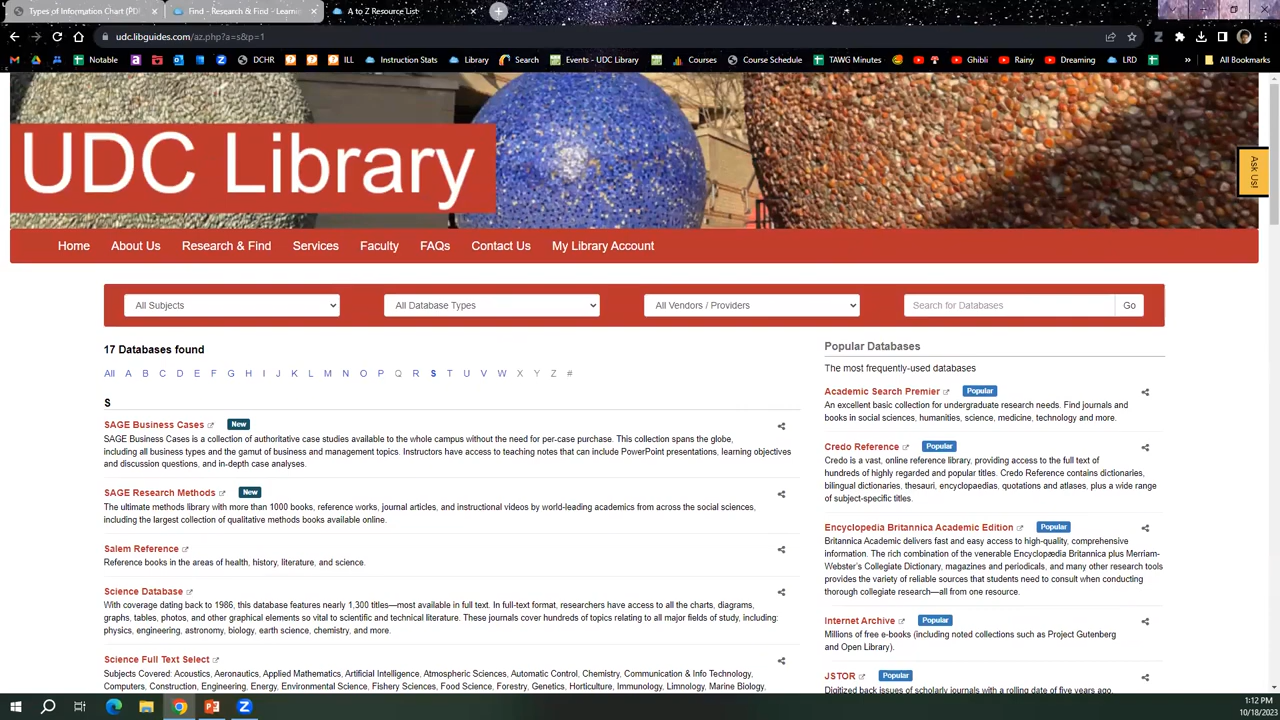 Types of Information Chart (PDF
Find - Research & Find - Learnin
A to Z Resource List
udc.libguides.com/az.php?a=s&p=1
Notable
DCHR
ILL
Instruction Stats
Library
Search
Events - UDC Library
Courses
Course Schedule
TAWG Minutes
Ghibli
Rainy
Dreaming
LRD
All Bookmarks
UDC Library
Ask Us!
Home About Us Research & Find Services Faculty FAQs Contact Us My Library Account
All Subjects
All Database Types
All Vendors / Providers
Search for Databases
Go
17 Databases found
All A B C D E F G H I J K L M N O P Q R S T U V W X Y Z #
S
SAGE Business Cases New
SAGE Business Cases is a collection of authoritative case studies available to the whole campus without the need for per-case purchase. This collection spans the globe,
including all business types and the gamut of business and management topics. Instructors have access to teaching notes that can include PowerPoint presentations, learning objectives
and discussion questions, and in-depth case analyses.
SAGE Research Methods New
The ultimate methods library with more than 1000 books, reference works, journal articles, and instructional videos by world-leading academics from across the social sciences,
including the largest collection of qualitative methods books available online.
Salem Reference
Reference books in the areas of health, history, literature, and science.
Science Database
With coverage dating back to 1986, this database features nearly 1,300 titles—most available in full text. In full-text format, researchers have access to all the charts, diagrams,
graphs, tables, photos, and other graphical elements so vital to scientific and technical literature. These journals cover hundreds of topics relating to all major fields of study, including:
physics, engineering, astronomy, biology, earth science, chemistry, and more.
Science Full Text Select
Subjects Covered: Acoustics, Aeronautics, Applied Mathematics, Artificial Intelligence, Atmospheric Sciences, Automatic Control, Chemistry, Communication & Info Technology,
Computers, Construction, Engineering, Energy, Environmental Science, Fishery Sciences, Food Science, Forestry, Genetics, Horticulture, Immunology, Limnology, Marine Biology,
Popular Databases
The most frequently-used databases
Academic Search Premier Popular
An excellent basic collection for undergraduate research needs. Find journals and
books in social sciences, humanities, science, medicine, technology and more.
Credo Reference Popular
Credo is a vast, online reference library, providing access to the full text of
hundreds of highly regarded and popular titles. Credo Reference contains dictionaries,
bilingual dictionaries, thesauri, encyclopaedias, quotations and atlases, plus a wide range
of subject-specific titles.
Encyclopedia Britannica Academic Edition Popular
Britannica Academic delivers fast and easy access to high-quality, comprehensive
information. The rich combination of the venerable Encyclopædia Britannica plus Merriam-
Webster's Collegiate Dictionary, magazines and periodicals, and many other research tools
provides the variety of reliable sources that students need to consult when conducting
thorough collegiate research—all from one resource.
Internet Archive Popular
Millions of free e-books (including noted collections such as Project Gutenberg
and Open Library).
JSTOR Popular
Digitized back issues of scholarly journals with a rolling date of five years ago.
1:12 PM
10/18/2023